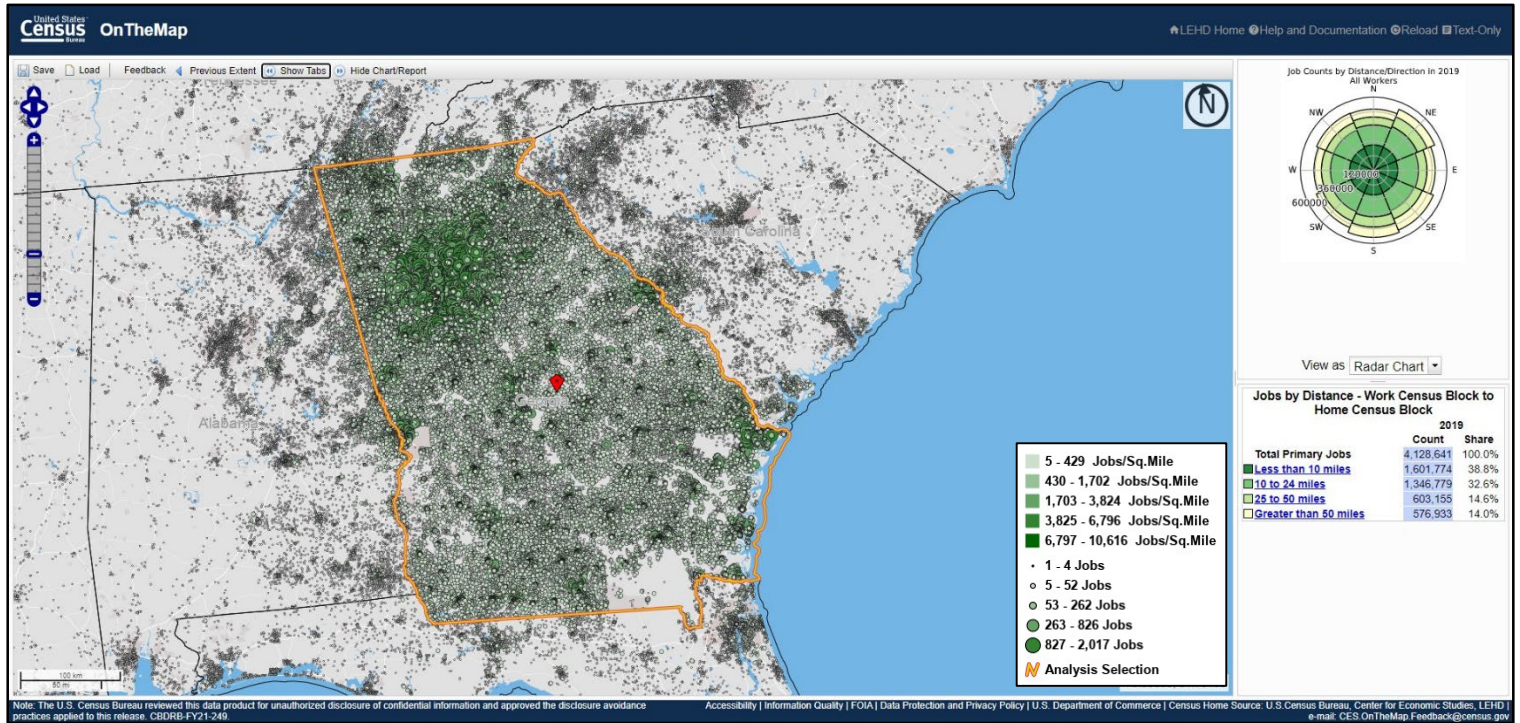 United States
Census
Bureau
OnTheMap
LEHD Home Help and Documentation Reload Text-Only
Save Load Feedback Previous Extent Show Tabs Hide Chart/Report
Tennessee
South Carolina
Georgia
Alabama
N
100 km
50 mi
5 - 429 Jobs/Sq.Mile
430 - 1,702 Jobs/Sq.Mile
1,703 - 3,824 Jobs/Sq.Mile
3,825 - 6,796 Jobs/Sq.Mile
6,797 - 10,616 Jobs/Sq.Mile
1 - 4 Jobs
5 - 52 Jobs
53 - 262 Jobs
263 - 826 Jobs
827 - 2,017 Jobs
Analysis Selection
Job Counts by Distance/Direction in 2019
All Workers
N
NW NE
W E
120000
360000
600000
SW SE
S
View as Radar Chart
Jobs by Distance - Work Census Block to
Home Census Block
2019
Count Share
Total Primary Jobs 4,128,641 100.0%
Less than 10 miles 1,601,774 38.8%
10 to 24 miles 1,346,779 32.6%
25 to 50 miles 603,155 14.6%
Greater than 50 miles 576,933 14.0%
Note: The U.S. Census Bureau reviewed this data product for unauthorized disclosure of confidential information and approved the disclosure avoidance
practices applied to this release. CBDRB-FY21-249.
Accessibility | Information Quality | FOIA | Data Protection and Privacy Policy | U.S. Department of Commerce | Census Home Source: U.S.Census Bureau, Center for Economic Studies, LEHD |
e-mail: CES.OnTheMap.Feedback@census.gov